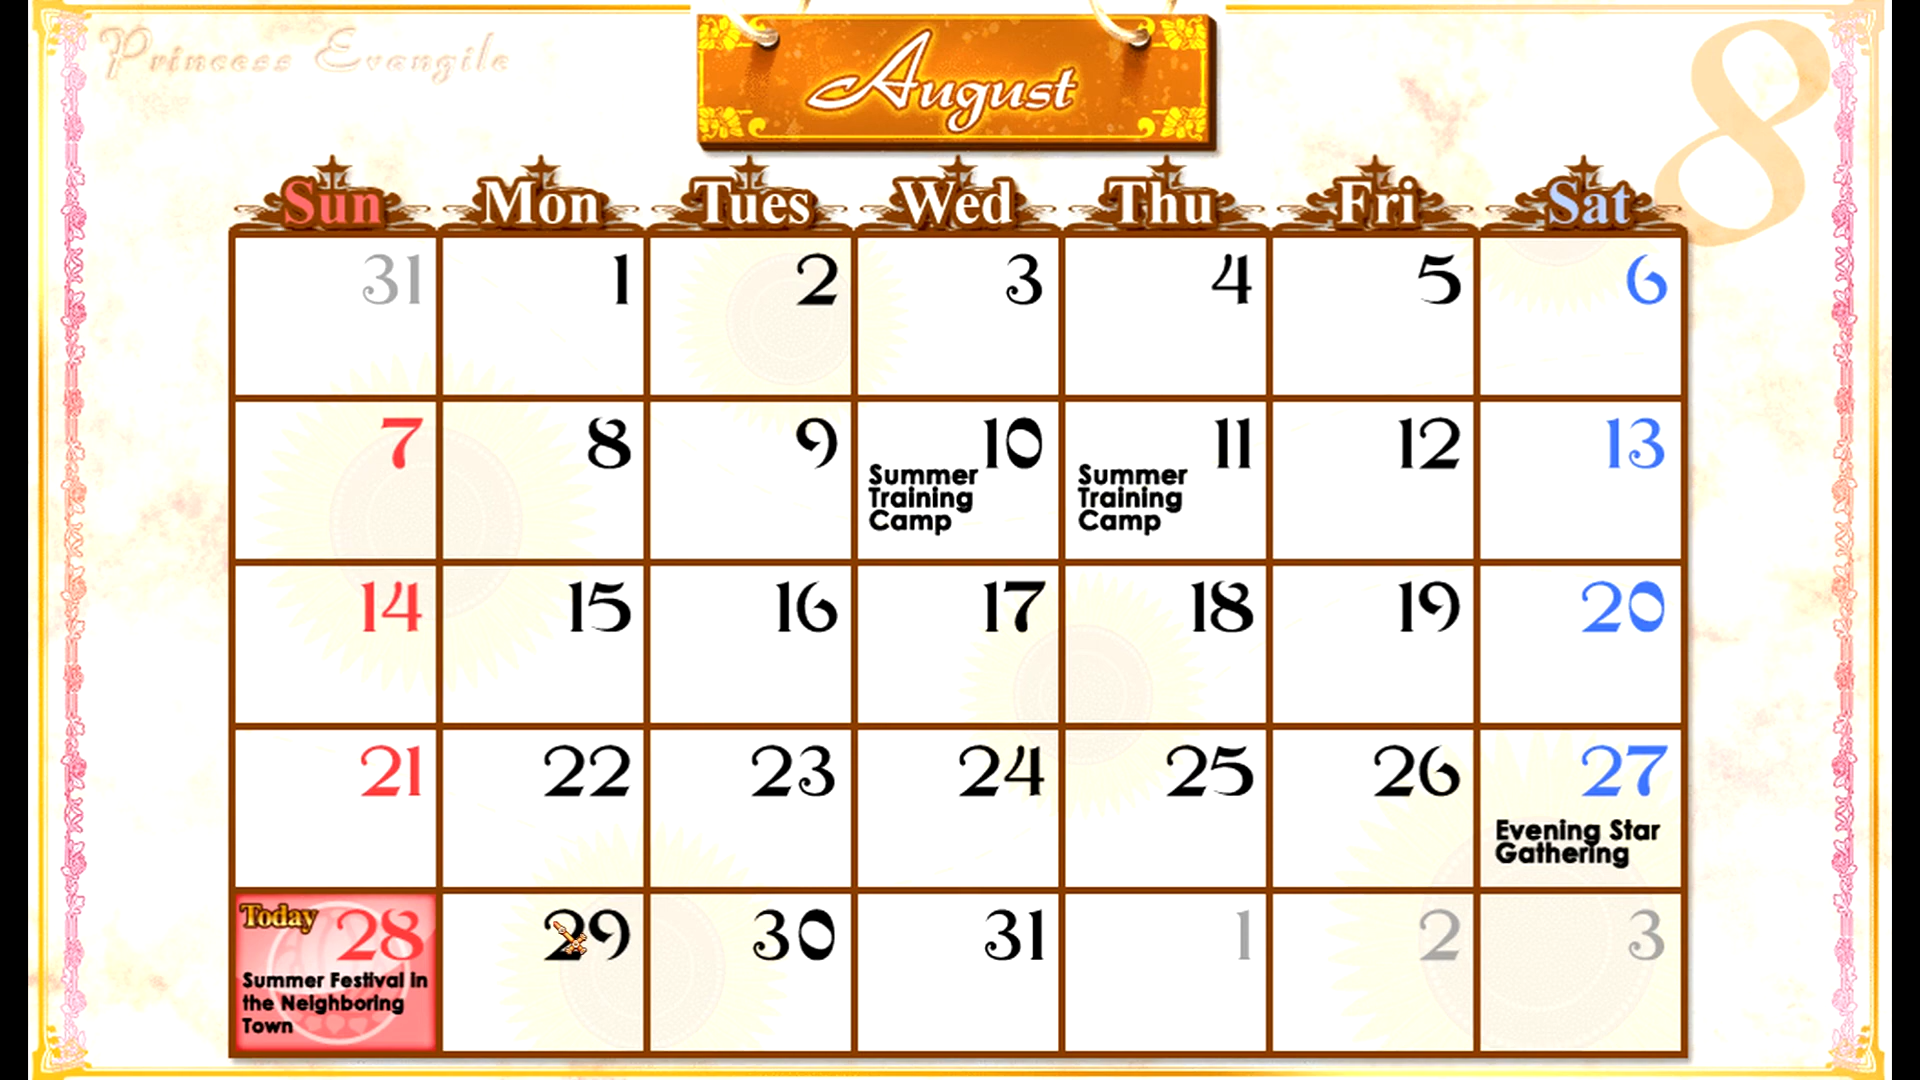 Princess Evangile
August
8
Sun Mon Tues Wed Thu Fri Sat
31 1 2 3 4 5 6
7 8 9 10 11 12 13
Summer
Training
Camp
Summer
Training
Camp
14 15 16 17 18 19 20
21 22 23 24 25 26 27
Evening Star
Gathering
Today 28 29 30 31 1 2 3
Summer Festival in
the Neighboring
Town